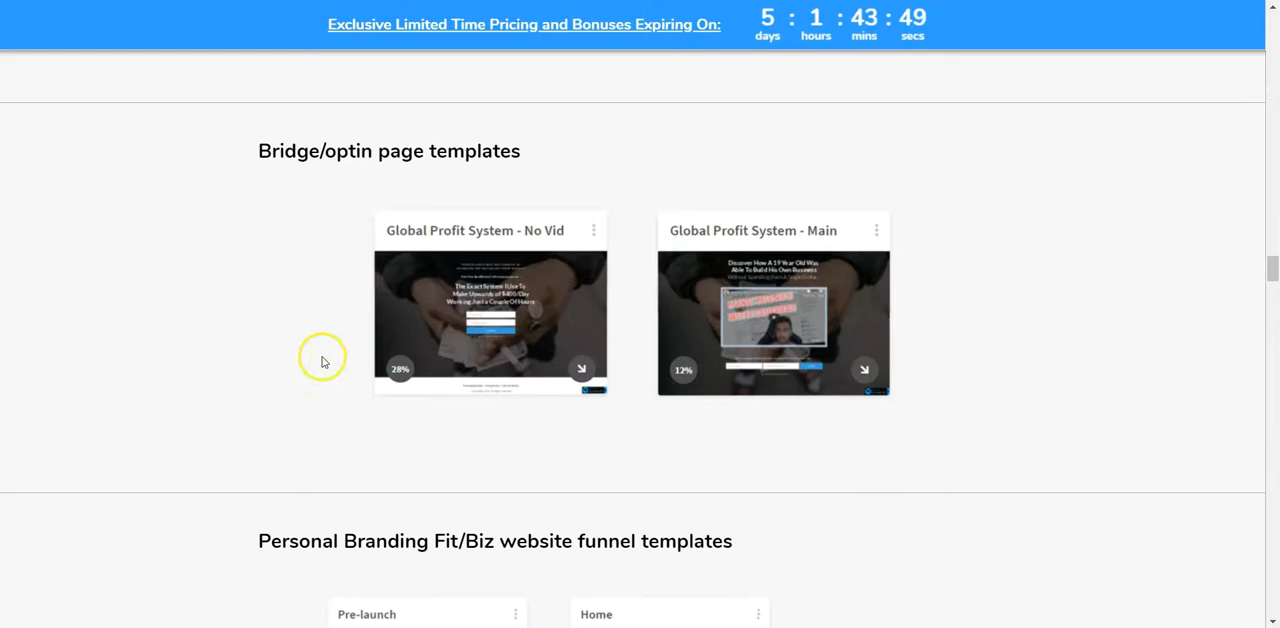 Exclusive Limited Time Pricing and Bonuses Expiring On:
5 : 1 : 43 : 49
days hours mins secs
Bridge/optin page templates
Global Profit System - No Vid
Global Profit System - Main
The Exact System I Use To
Make Upwards of $400/Day
Working Just a Couple Of Hours
28%
Discover How A 19 Year Old Was
Able To Build His Own Business
12%
Personal Branding Fit/Biz website funnel templates
Pre-launch
Home